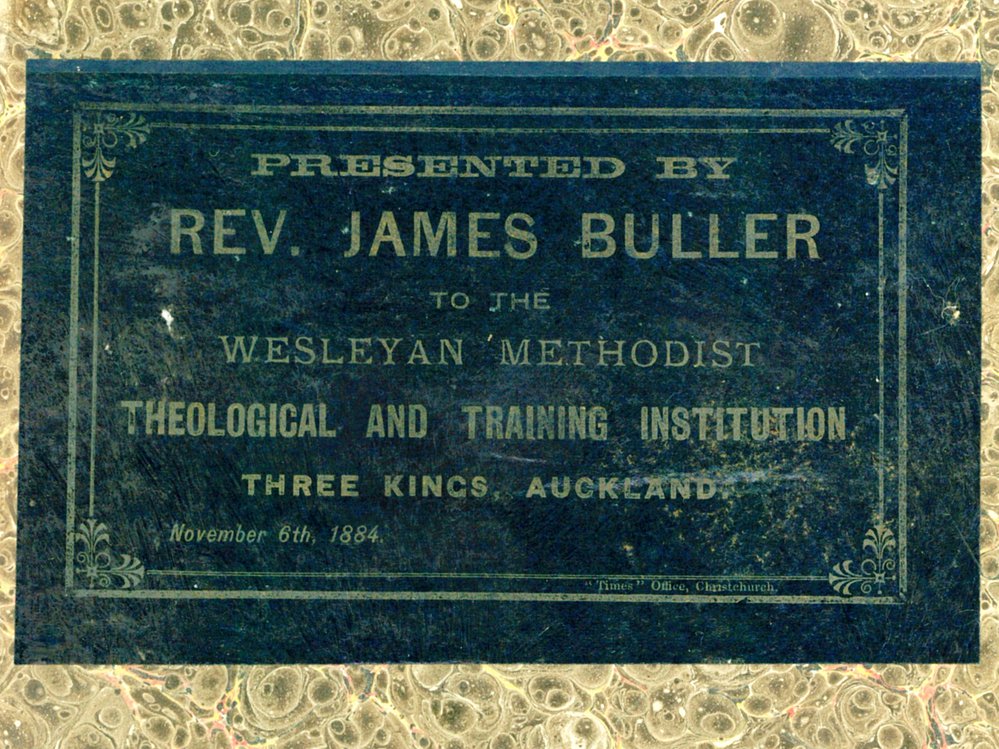 PRESENTED BY
REV. JAMES BULLER
TO THE
WESLEYAN METHODIST
THEOLOGICAL AND TRAINING INSTITUTION
THREE KINGS, AUCKLAND.
November 6th, 1884.
"Times" Office, Christchurch.